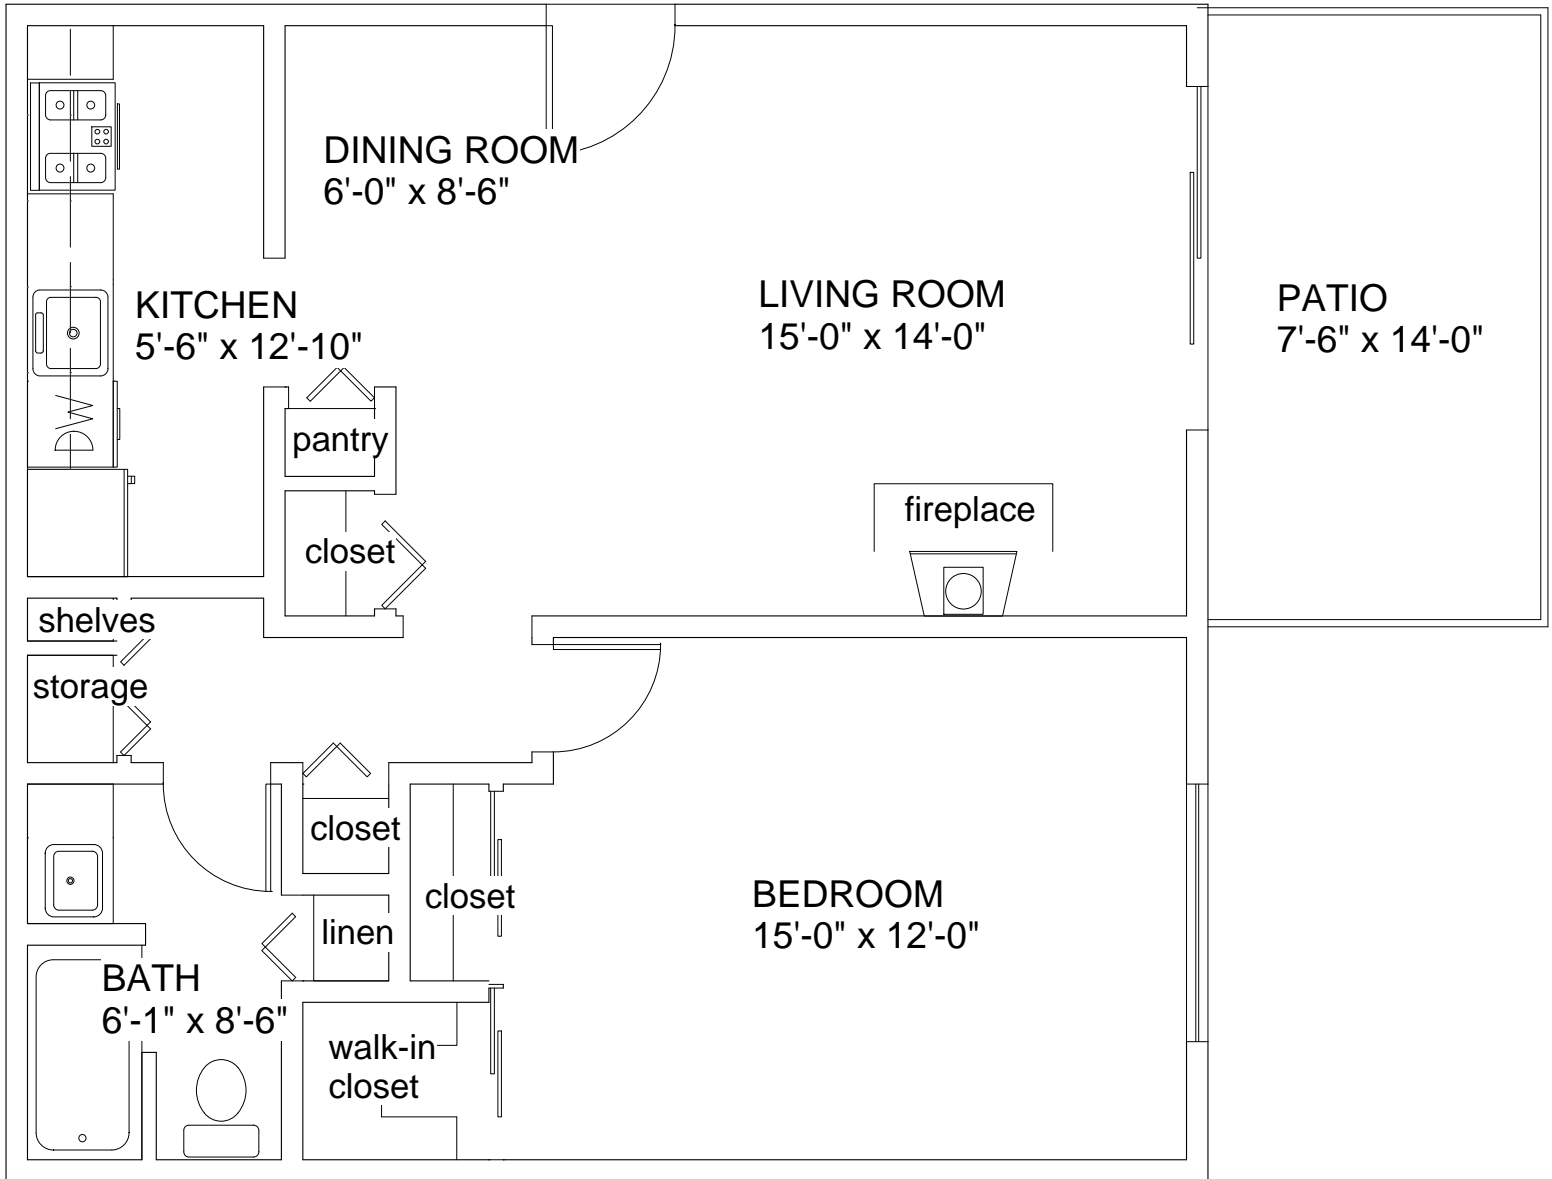 DINING ROOM
6'-0" x 8'-6"
KITCHEN
5'-6" x 12'-10"
LIVING ROOM
15'-0" x 14'-0"
PATIO
7'-6" x 14'-0"
DW
pantry
closet
fireplace
shelves
storage
closet
closet
linen
BEDROOM
15'-0" x 12'-0"
BATH
6'-1" x 8'-6"
walk-in
closet